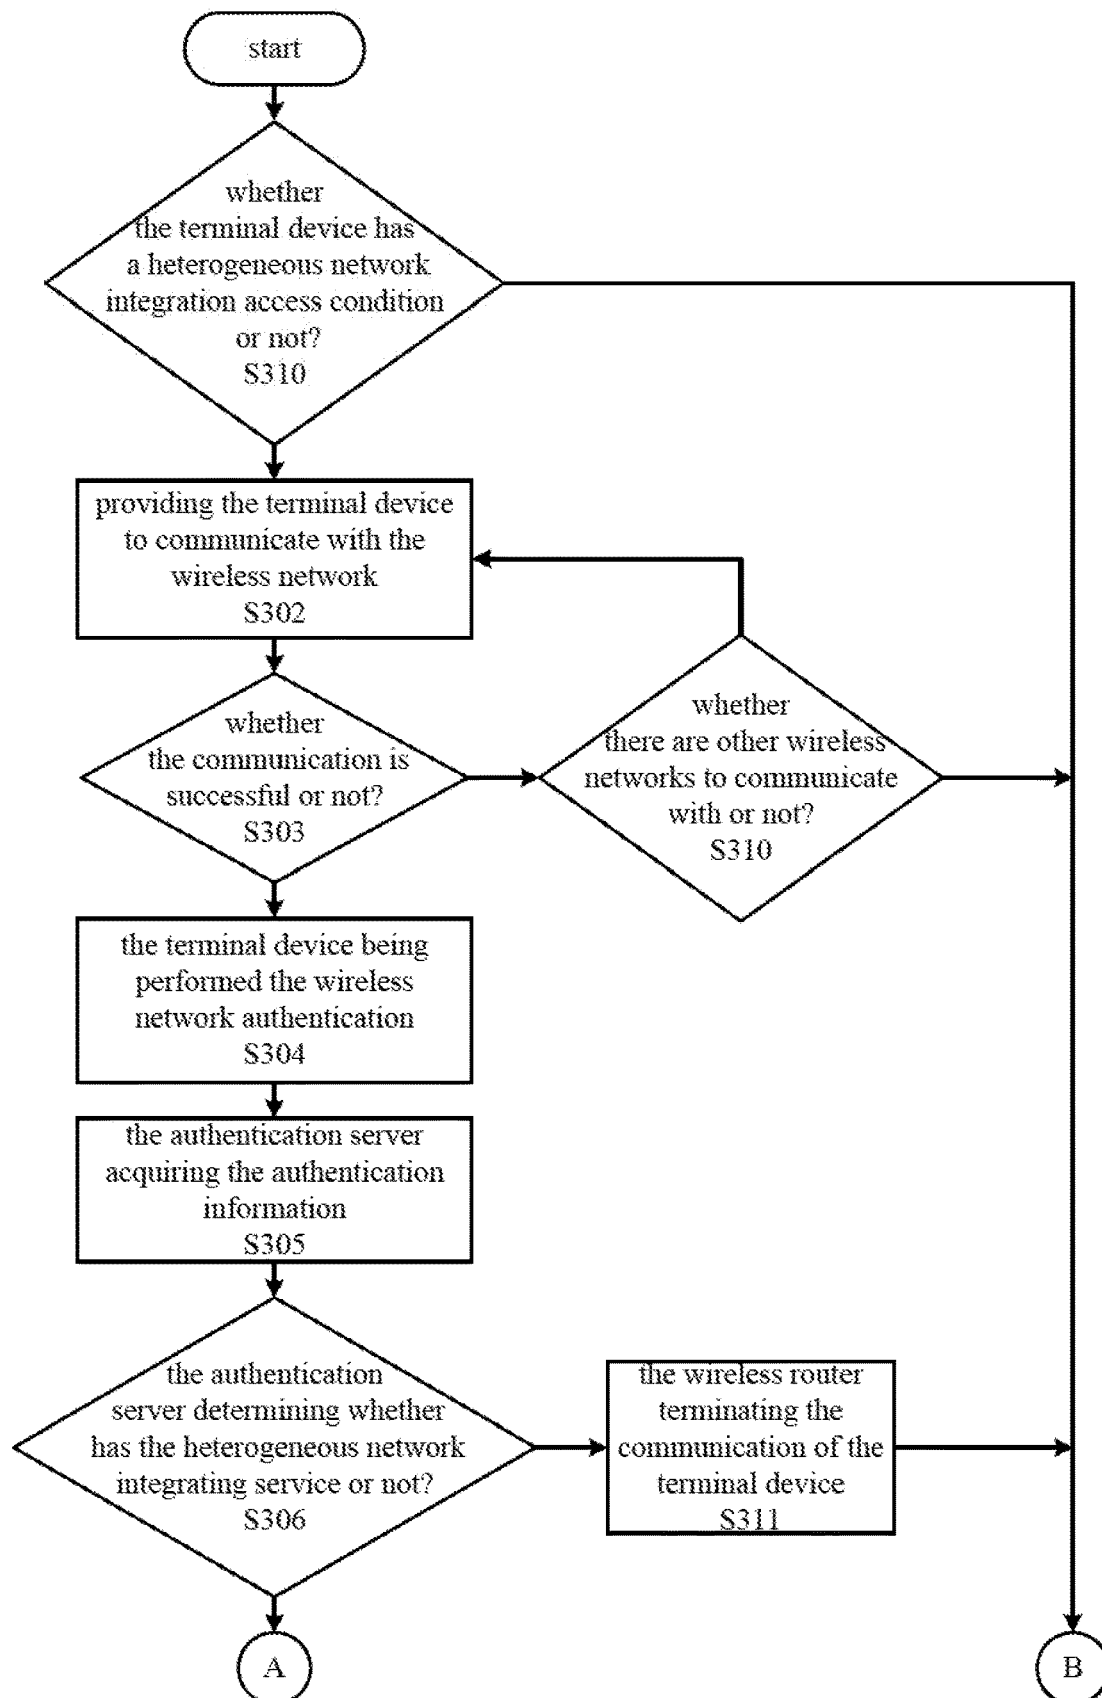 start
whether
the terminal device has
a heterogeneous network
integration access condition
or not?
S310
providing the terminal device
to communicate with the
wireless network
S302
whether
the communication is
successful or not?
S303
whether
there are other wireless
networks to communicate
with or not?
S310
the terminal device being
performed the wireless
network authentication
S304
the authentication server
acquiring the authentication
information
S305
the authentication
server determining whether
has the heterogeneous network
integrating service or not?
S306
the wireless router
terminating the
communication of the
terminal device
S311
A
B